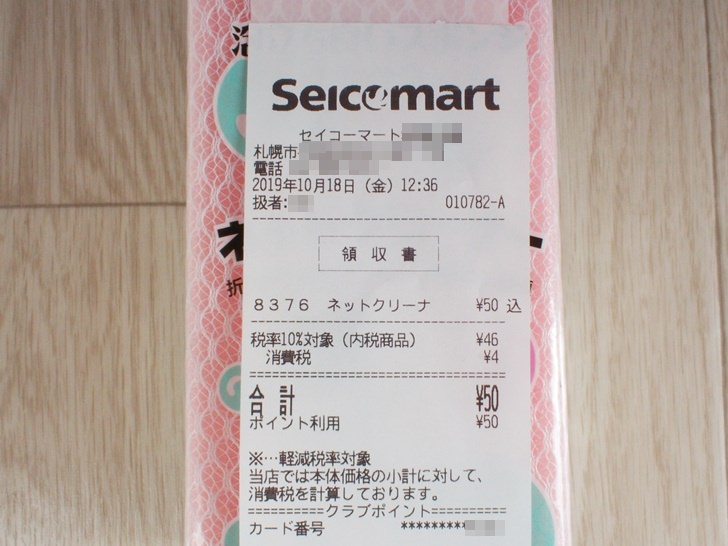 泡
Seicomart
セイコーマート
札幌市
電話
2019年10月18日（金）12:36
扱者: 010782-A
領収書
8376 ネットクリーナ ¥50 込
税率10%対象（内税商品） ¥46
消費税 ¥4
合計 ¥50
ポイント利用 ¥50
※…軽減税率対象
当店では本体価格の小計に対して、
消費税を計算しております。
==========クラブポイント==========
カード番号 *********
ネ ー
折